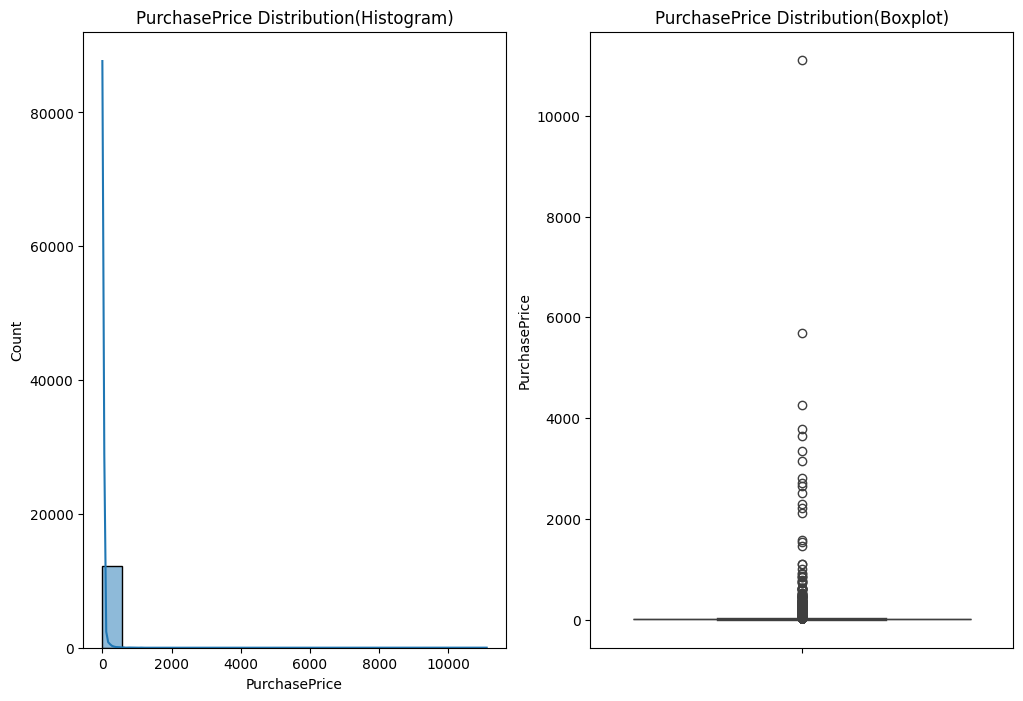 PurchasePrice Distribution(Histogram)
Count
80000
60000
40000
20000
0
0 2000 4000 6000 8000 10000
PurchasePrice
PurchasePrice Distribution(Boxplot)
PurchasePrice
10000
8000
6000
4000
2000
0